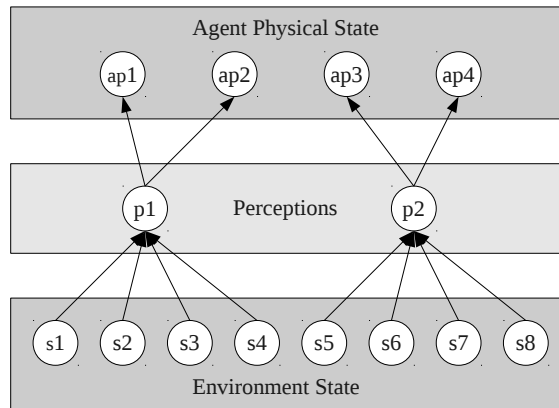 Agent Physical State
ap1 ap2 ap3 ap4
p1 Perceptions p2
s1 s2 s3 s4 s5 s6 s7 s8
Environment State